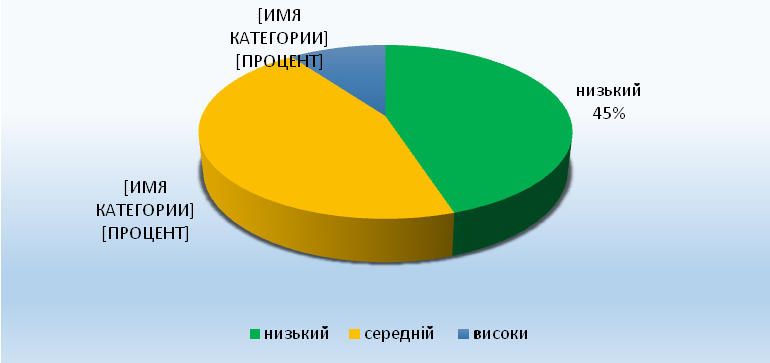 [ИМЯ
КАТЕГОРИИ]
[ПРОЦЕНТ]
низький
45%
[ИМЯ
КАТЕГОРИИ]
[ПРОЦЕНТ]
низький середній високи